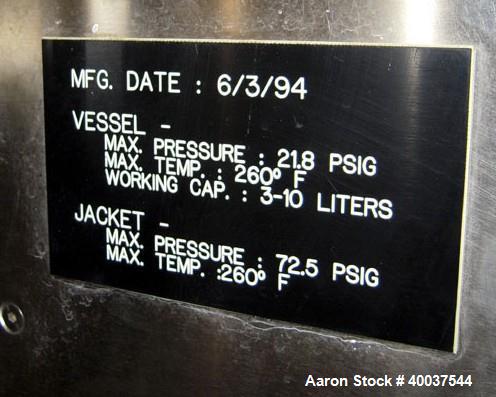 MFG. DATE : 6/3/94
VESSEL -
MAX. PRESSURE : 21.8 PSIG
MAX. TEMP. : 260° F
WORKING CAP. : 3-10 LITERS
JACKET -
MAX. PRESSURE : 72.5 PSIG
MAX. TEMP. :260° F
Aaron Stock # 40037544